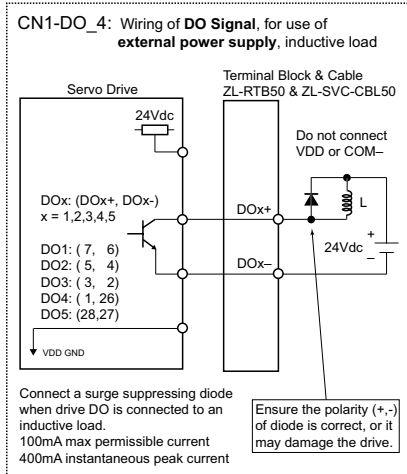 CN1-DO_4: Wiring of DO Signal, for use of
external power supply, inductive load
Terminal Block & Cable
ZL-RTB50 & ZL-SVC-CBL50
Servo Drive
24Vdc
Do not connect
VDD or COM–
DOx: (DOx+, DOx-)
x = 1,2,3,4,5
DOx+
L
+
24Vdc
–
DO1: ( 7, 6)
DO2: ( 5, 4)
DO3: ( 3, 2)
DO4: ( 1, 26)
DO5: (28,27)
DOx–
VDD GND
Connect a surge suppressing diode
when drive DO is connected to an
inductive load.
100mA max permissible current
400mA instantaneous peak current
Ensure the polarity (+,-)
of diode is correct, or it
may damage the drive.